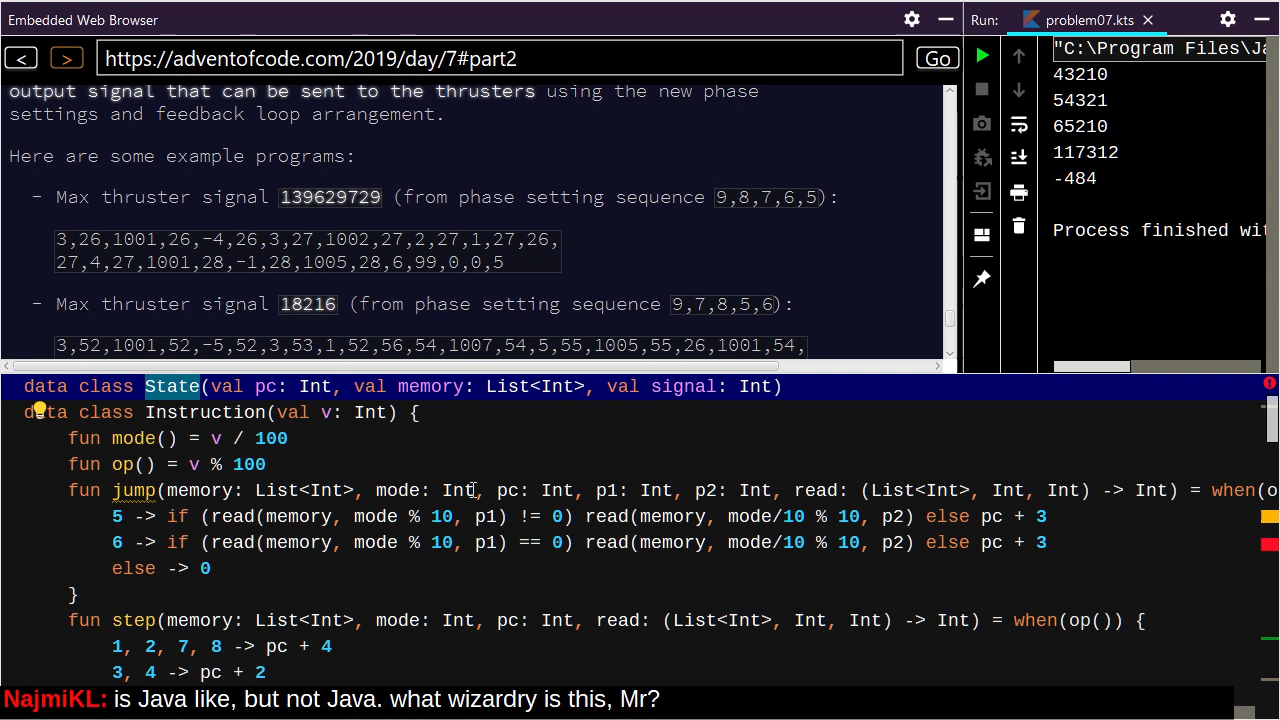 Embedded Web Browser
< > https://adventofcode.com/2019/day/7#part2 Go
output signal that can be sent to the thrusters using the new phase
settings and feedback loop arrangement.
Here are some example programs:
- Max thruster signal 139629729 (from phase setting sequence 9,8,7,6,5):
3,26,1001,26,-4,26,3,27,1002,27,2,27,1,27,26,
27,4,27,1001,28,-1,28,1005,28,6,99,0,0,5
- Max thruster signal 18216 (from phase setting sequence 9,7,8,5,6):
3,52,1001,52,-5,52,3,53,1,52,56,54,1007,54,5,55,1005,55,26,1001,54,
Run: problem07.kts
"C:\Program Files\Ja
43210
54321
65210
117312
-484
Process finished wit
data class State(val pc: Int, val memory: List<Int>, val signal: Int)
data class Instruction(val v: Int) {
fun mode() = v / 100
fun op() = v % 100
fun jump(memory: List<Int>, mode: Int, pc: Int, p1: Int, p2: Int, read: (List<Int>, Int, Int) -> Int) = when(o
5 -> if (read(memory, mode % 10, p1) != 0) read(memory, mode/10 % 10, p2) else pc + 3
6 -> if (read(memory, mode % 10, p1) == 0) read(memory, mode/10 % 10, p2) else pc + 3
else -> 0
}
fun step(memory: List<Int>, mode: Int, pc: Int, read: (List<Int>, Int, Int) -> Int) = when(op()) {
1, 2, 7, 8 -> pc + 4
3, 4 -> pc + 2
NajmiKL: is Java like, but not Java. what wizardry is this, Mr?